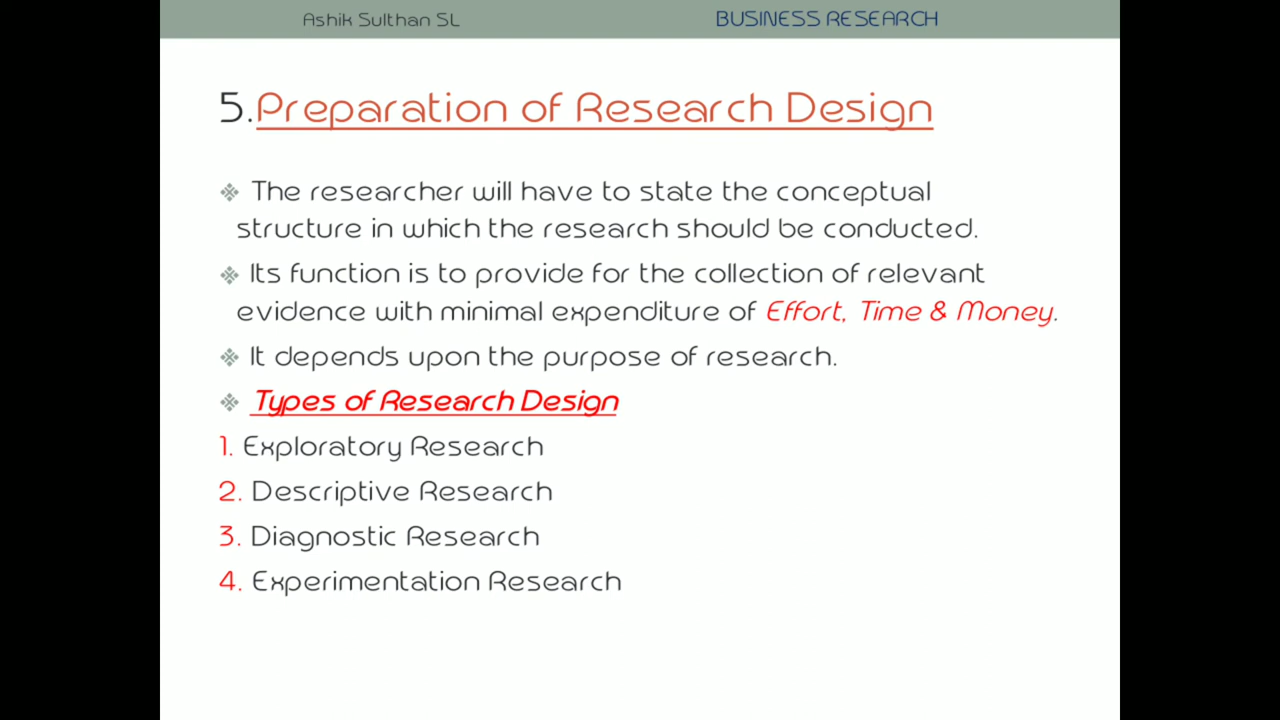 Ashik Sulthan SL
BUSINESS RESEARCH
5.Preparation of Research Design
The researcher will have to state the conceptual
structure in which the research should be conducted.
Its function is to provide for the collection of relevant
evidence with minimal expenditure of Effort, Time & Money.
It depends upon the purpose of research.
Types of Research Design
1. Exploratory Research
2. Descriptive Research
3. Diagnostic Research
4. Experimentation Research